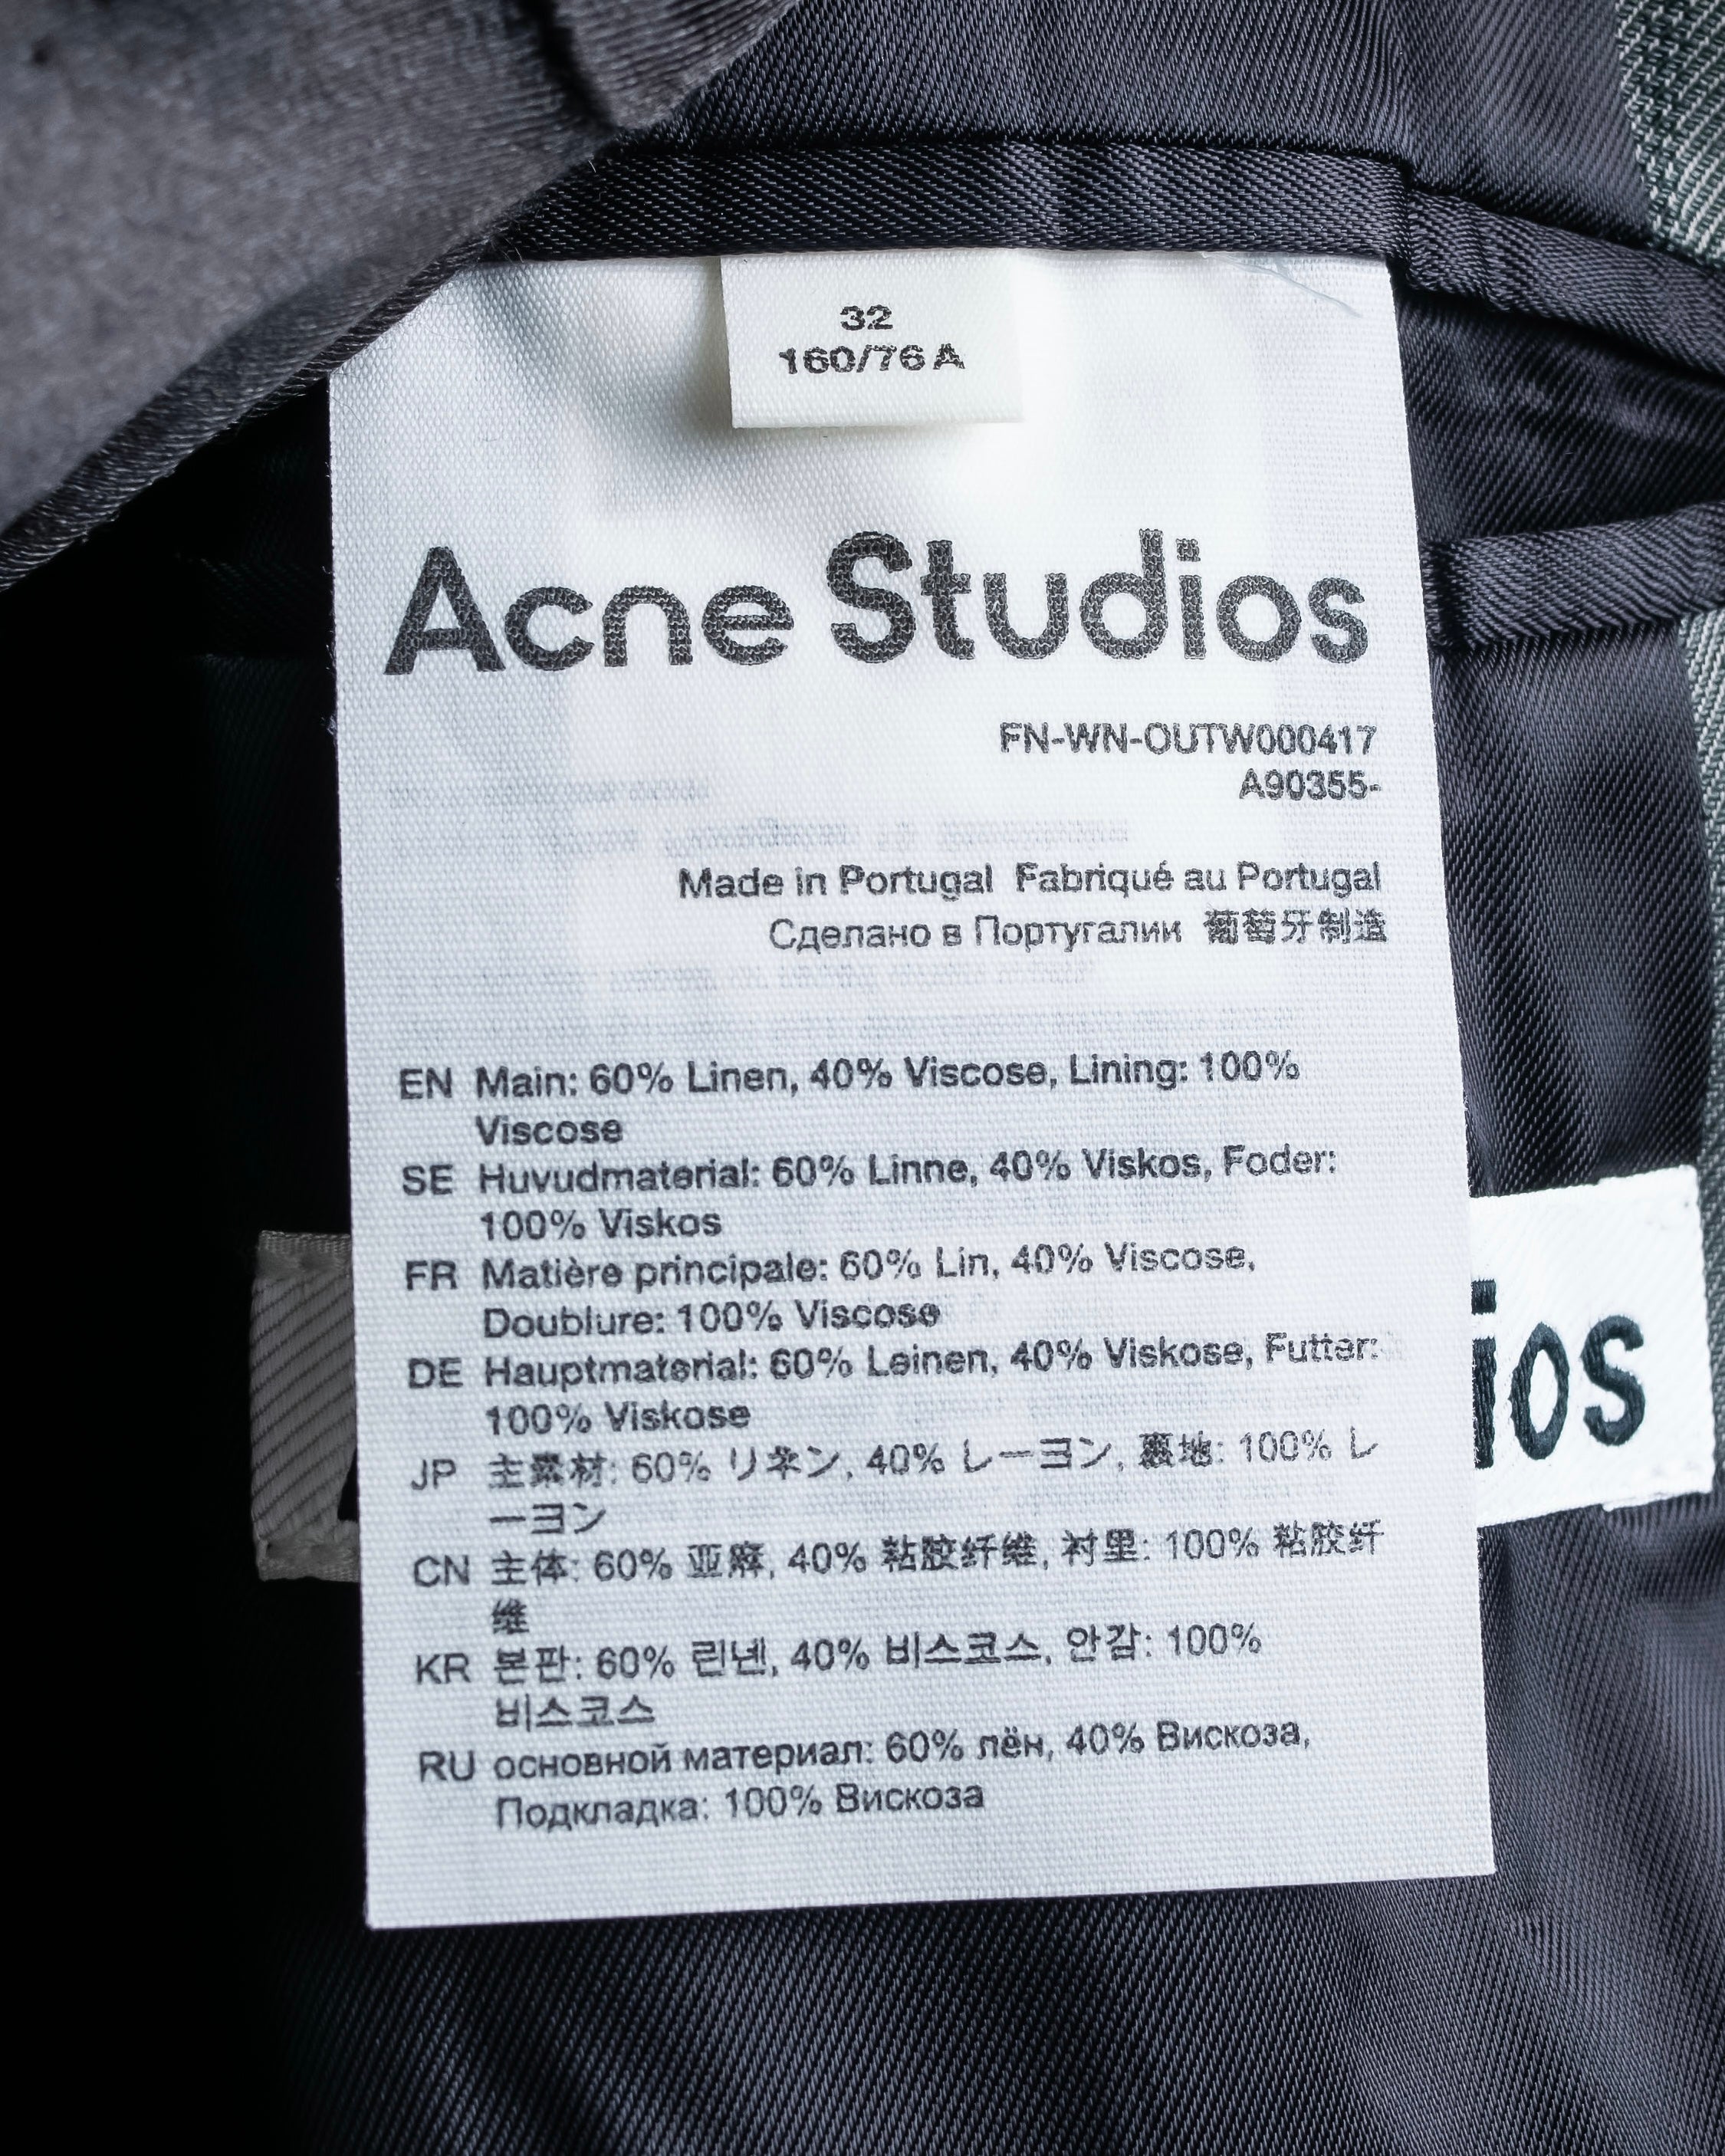 32
160/76A
Acne Studios
FN-WN-OUTW000417
A90355-
Made in Portugal Fabriqué au Portugal
Сделано в Португалии 葡萄牙制造
EN Main: 60% Linen, 40% Viscose, Lining: 100%
Viscose
SE Huvudmaterial: 60% Linne, 40% Viskos, Foder:
100% Viskos
FR Matière principale: 60% Lin, 40% Viscose,
Doublure: 100% Viscose
DE Hauptmaterial: 60% Leinen, 40% Viskose, Futter:
100% Viskose
JP 主素材: 60% リネン, 40% レーヨン, 裏地: 100% レ
ーヨン
CN 主体: 60% 亚麻, 40% 粘胶纤维, 衬里: 100% 粘胶纤
维
KR 본판: 60% 린넨, 40% 비스코스, 안감: 100%
비스코스
RU основной материал: 60% лён, 40% Вискоза,
Подкладка: 100% Вискоза
ios